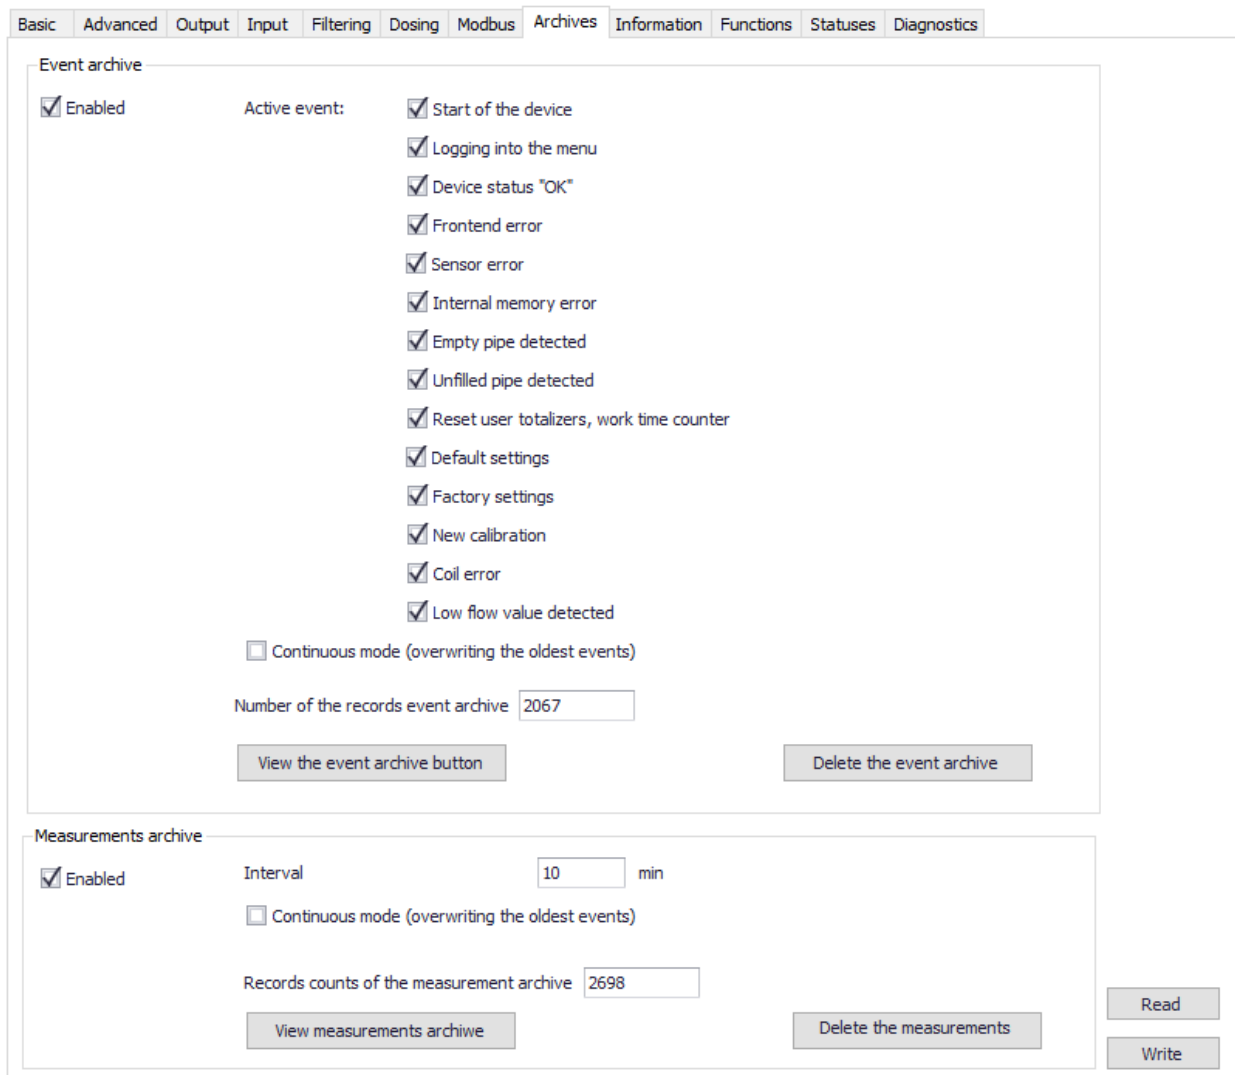 Basic Advanced Output Input Filtering Dosing Modbus Archives Information Functions Statuses Diagnostics
Event archive
Enabled Active event: Start of the device
Logging into the menu
Device status "OK"
Frontend error
Sensor error
Internal memory error
Empty pipe detected
Unfilled pipe detected
Reset user totalizers, work time counter
Default settings
Factory settings
New calibration
Coil error
Low flow value detected
Continuous mode (overwriting the oldest events)
Number of the records event archive 2067
View the event archive button Delete the event archive
Measurements archive
Enabled Interval 10 min
Continuous mode (overwriting the oldest events)
Records counts of the measurement archive 2698
Read
View measurements archiwe Delete the measurements
Write